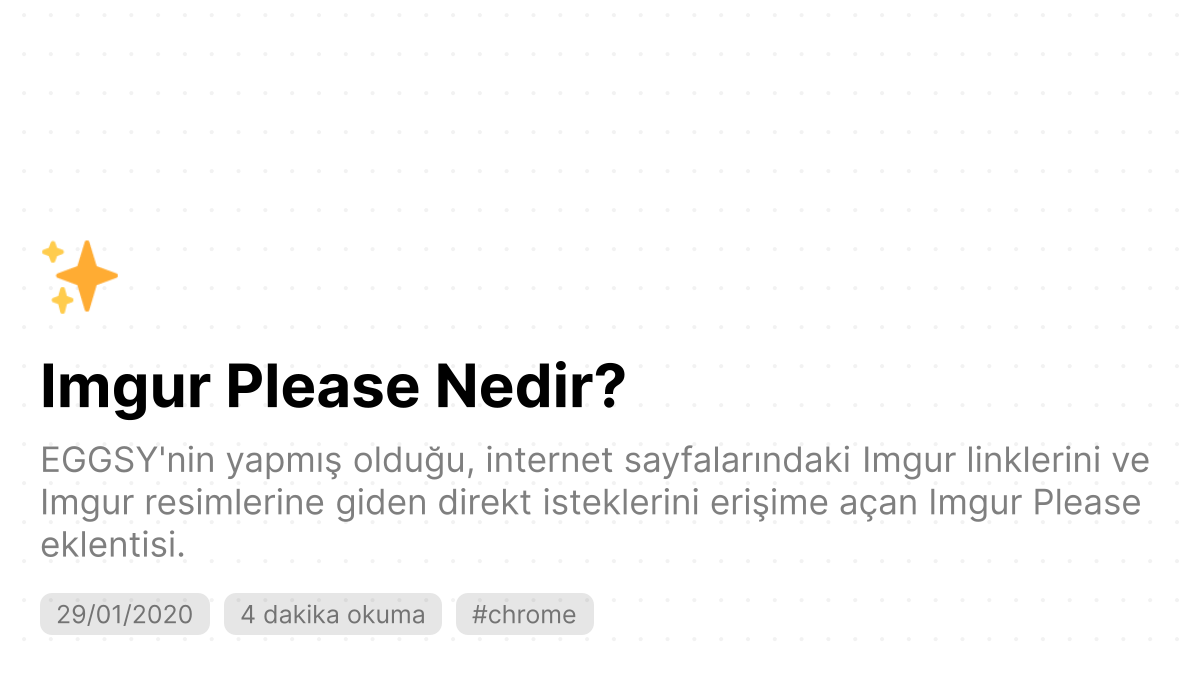 Imgur Please Nedir?
EGGSY'nin yapmış olduğu, internet sayfalarındaki Imgur linklerini ve
Imgur resimlerine giden direkt isteklerini erişime açan Imgur Please
eklentisi.
29/01/2020 4 dakika okuma #chrome